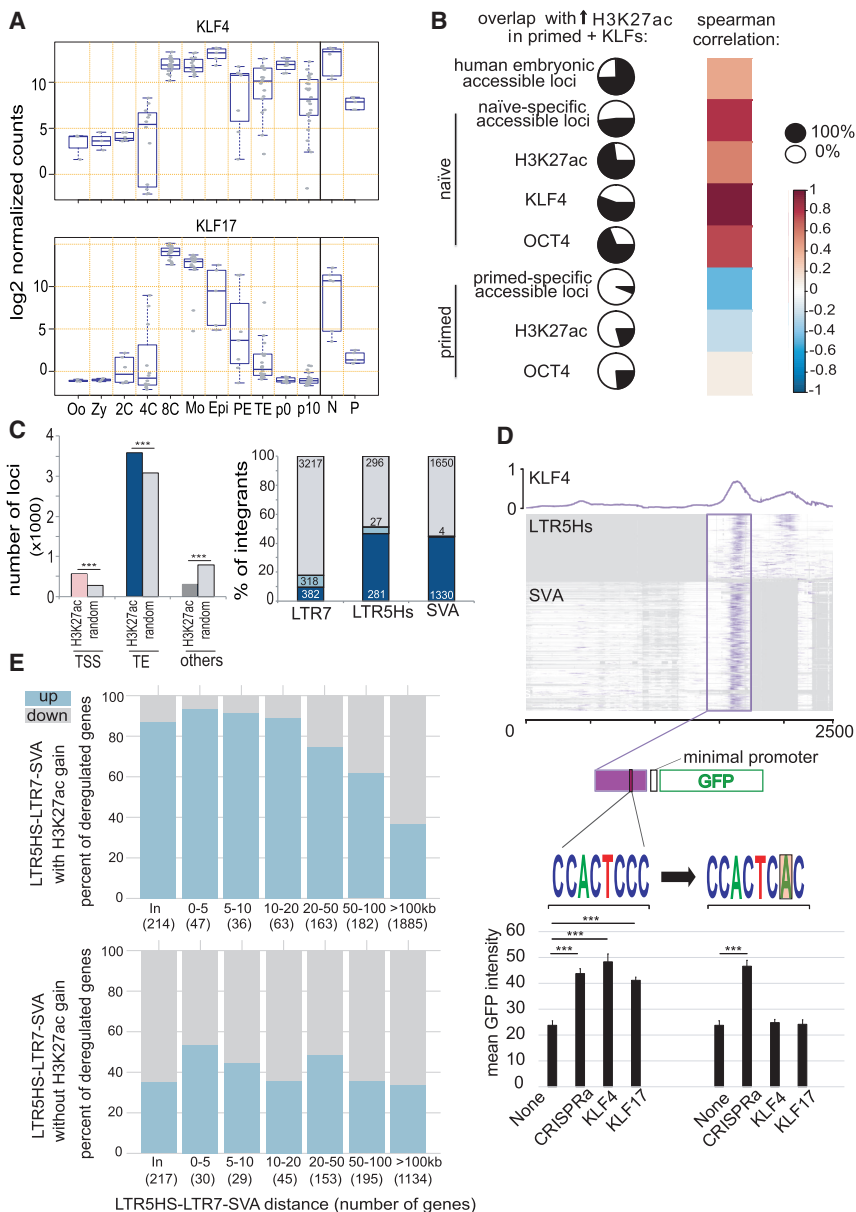 A
KLF4
10
5
0
KLF17
10
5
0
log2 normalized counts
Oo Zy 2C 4C 8C Mo Epi PE TE p0 p10 N P
B
overlap with ↑ H3K27ac
in primed + KLFs:
spearman
correlation:
human embryonic
accessible loci
naïve-specific
accessible loci
H3K27ac
KLF4
OCT4
naïve
primed-specific
accessible loci
H3K27ac
OCT4
primed
100%
0%
1
0.8
0.6
0.4
0.2
0
-0.2
-0.4
-0.6
-0.8
-1
C
number of loci
(x1000)
4
3
2
1
0
***
***
***
H3K27ac
random
H3K27ac
random
H3K27ac
random
TSS
TE
others
% of integrants
100
80
60
40
20
0
3217
318
382
296
27
281
1650
4
1330
LTR7
LTR5Hs
SVA
D
1
0
KLF4
LTR5Hs
SVA
0
2500
minimal promoter
GFP
CCACTCCC
CCACTCAC
mean GFP intensity
60
50
40
30
20
10
0
***
***
***
***
None
CRISPRa
KLF4
KLF17
None
CRISPRa
KLF4
KLF17
E
up
down
LTR5HS-LTR7-SVA
with H3K27ac gain
percent of deregulated genes
100
80
60
40
20
0
In 0-5 5-10 10-20 20-50 50-100 >100kb
(214) (47) (36) (63) (163) (182) (1885)
LTR5HS-LTR7-SVA
without H3K27ac gain
percent of deregulated genes
100
80
60
40
20
0
In 0-5 5-10 10-20 20-50 50-100 >100kb
(217) (30) (29) (45) (153) (195) (1134)
LTR5HS-LTR7-SVA distance (number of genes)